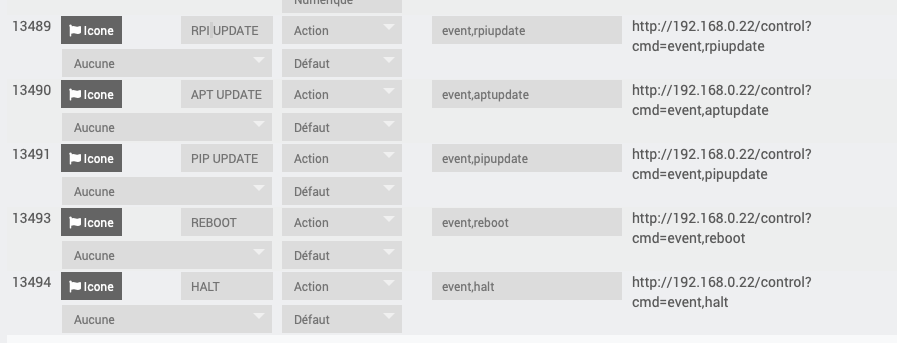 Numérique
13489 Icone RPI UPDATE Action event,rpiupdate http://192.168.0.22/control?
cmd=event,rpiupdate
Aucune Défaut
13490 Icone APT UPDATE Action event,aptupdate http://192.168.0.22/control?
cmd=event,aptupdate
Aucune Défaut
13491 Icone PIP UPDATE Action event,pipupdate http://192.168.0.22/control?
cmd=event,pipupdate
Aucune Défaut
13493 Icone REBOOT Action event,reboot http://192.168.0.22/control?
cmd=event,reboot
Aucune Défaut
13494 Icone HALT Action event,halt http://192.168.0.22/control?
cmd=event,halt
Aucune Défaut